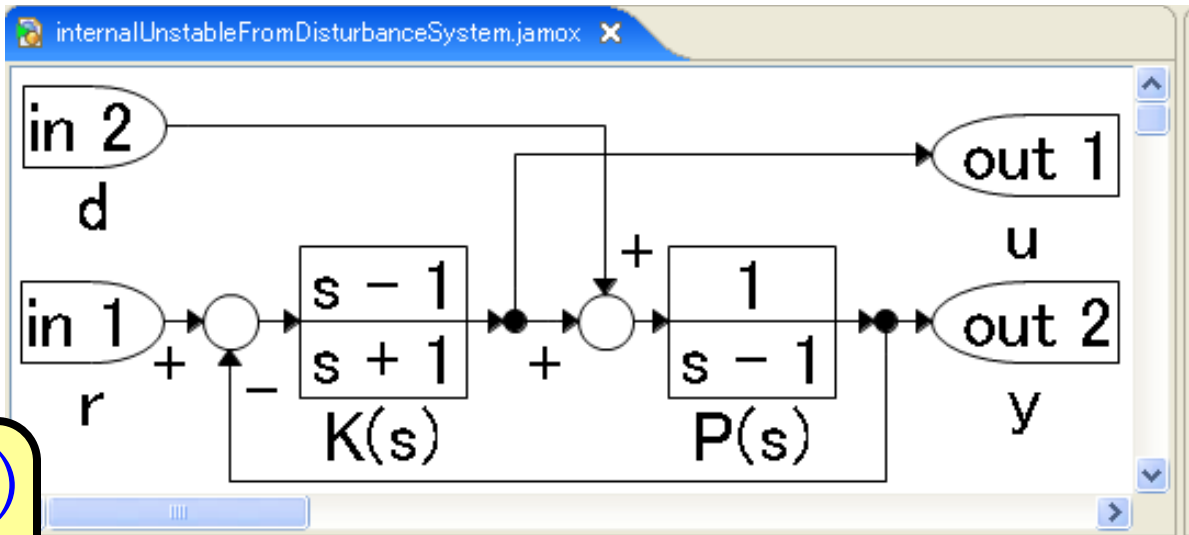 internalUnstableFromDisturbanceSystem.jamox
in 2
d
out 1
u
+
s - 1
s + 1
K(s)
1
s - 1
P(s)
in 1
r
+
-
+
out 2
y